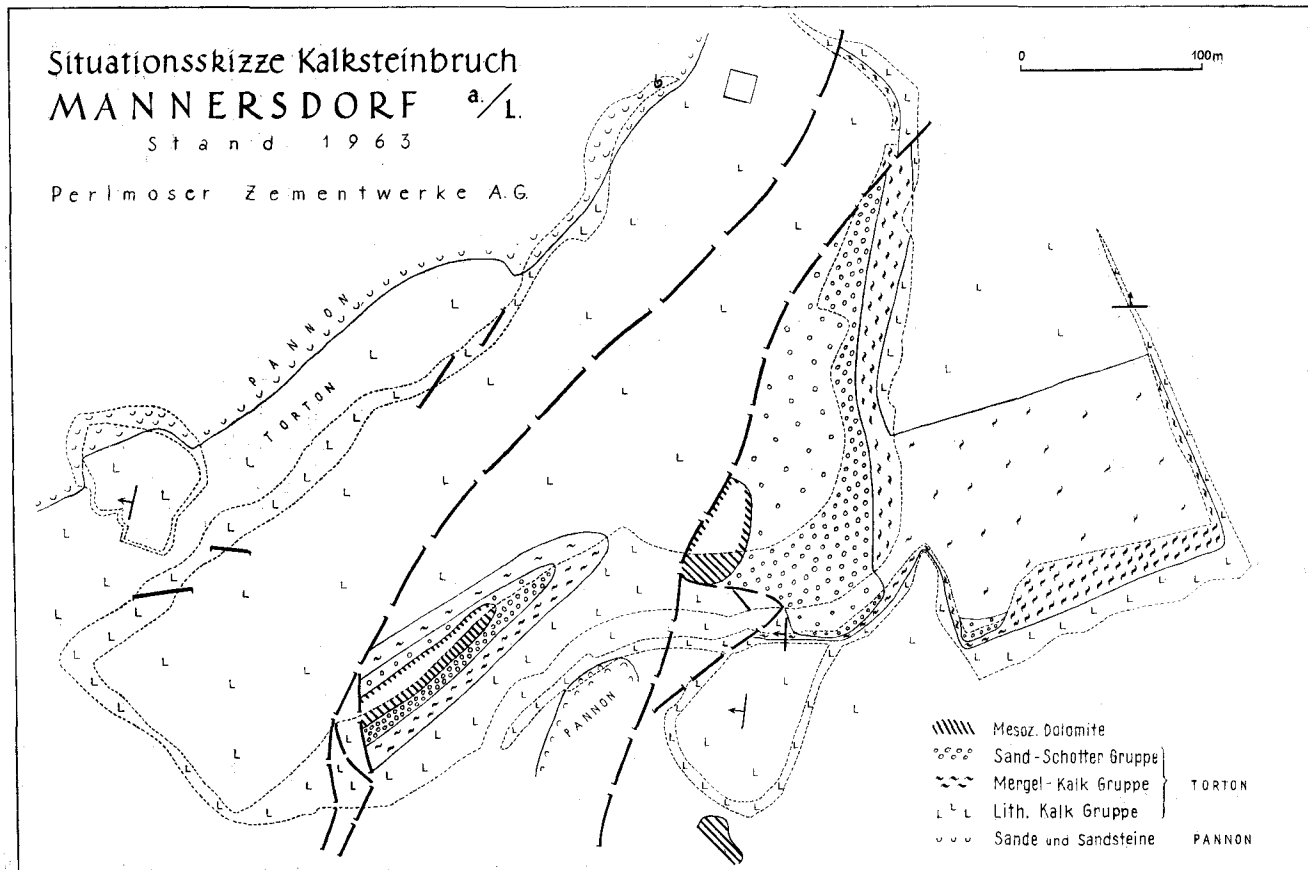 Situationsskizze Kalksteinbruch
MANNERSDORF a./L.
Stand 1963
Perlmoser Zementwerke A.G.
0 100m
PANNON
TORTON
PANNON
Mesoz. Dolomite
Sand-Schotter Gruppe
Mergel-Kalk Gruppe TORTON
Lith. Kalk Gruppe
Sande und Sandsteine PANNON